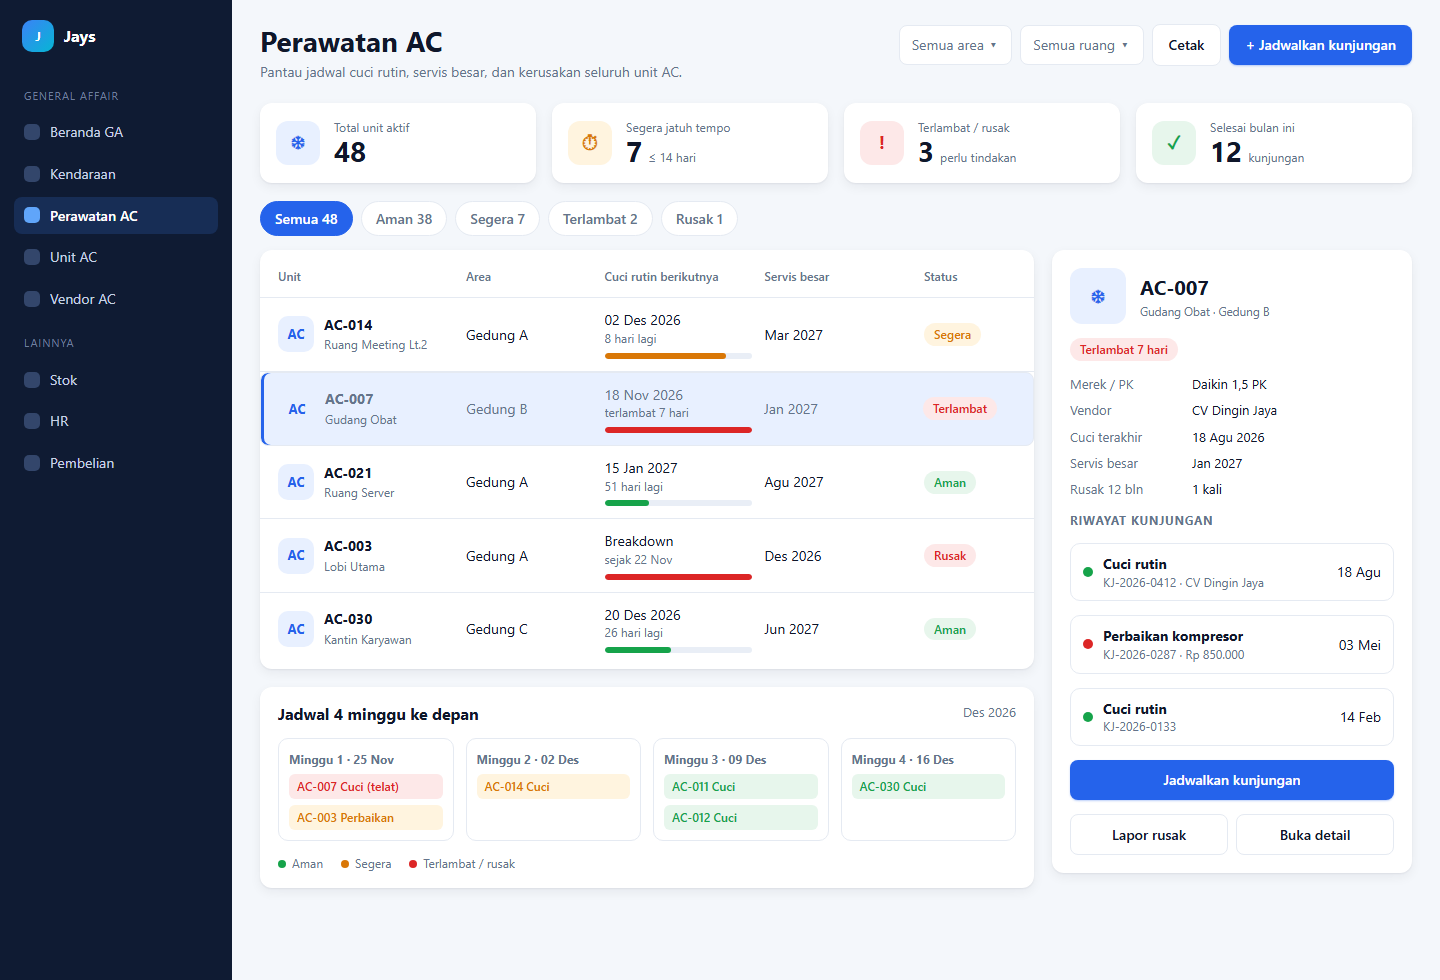 J Jays
GENERAL AFFAIR
Beranda GA
Kendaraan
Perawatan AC
Unit AC
Vendor AC
LAINNYA
Stok
HR
Pembelian
Perawatan AC
Pantau jadwal cuci rutin, servis besar, dan kerusakan seluruh unit AC.
Semua area ▾
Semua ruang ▾
Cetak
+ Jadwalkan kunjungan
Total unit aktif
48
Segera jatuh tempo
7 ≤ 14 hari
!
Terlambat / rusak
3 perlu tindakan
✓
Selesai bulan ini
12 kunjungan
Semua 48
Aman 38
Segera 7
Terlambat 2
Rusak 1
Unit Area Cuci rutin berikutnya Servis besar Status
AC
AC-014
Ruang Meeting Lt.2
Gedung A
02 Des 2026
8 hari lagi
Mar 2027
Segera
AC
AC-007
Gudang Obat
Gedung B
18 Nov 2026
terlambat 7 hari
Jan 2027
Terlambat
AC
AC-021
Ruang Server
Gedung A
15 Jan 2027
51 hari lagi
Agu 2027
Aman
AC
AC-003
Lobi Utama
Gedung A
Breakdown
sejak 22 Nov
Des 2026
Rusak
AC
AC-030
Kantin Karyawan
Gedung C
20 Des 2026
26 hari lagi
Jun 2027
Aman
Jadwal 4 minggu ke depan
Des 2026
Minggu 1 · 25 Nov
AC-007 Cuci (telat)
AC-003 Perbaikan
Minggu 2 · 02 Des
AC-014 Cuci
Minggu 3 · 09 Des
AC-011 Cuci
AC-012 Cuci
Minggu 4 · 16 Des
AC-030 Cuci
Aman
Segera
Terlambat / rusak
AC-007
Gudang Obat · Gedung B
Terlambat 7 hari
Merek / PK Daikin 1,5 PK
Vendor CV Dingin Jaya
Cuci terakhir 18 Agu 2026
Servis besar Jan 2027
Rusak 12 bln 1 kali
RIWAYAT KUNJUNGAN
Cuci rutin
KJ-2026-0412 · CV Dingin Jaya
18 Agu
Perbaikan kompresor
KJ-2026-0287 · Rp 850.000
03 Mei
Cuci rutin
KJ-2026-0133
14 Feb
Jadwalkan kunjungan
Lapor rusak
Buka detail